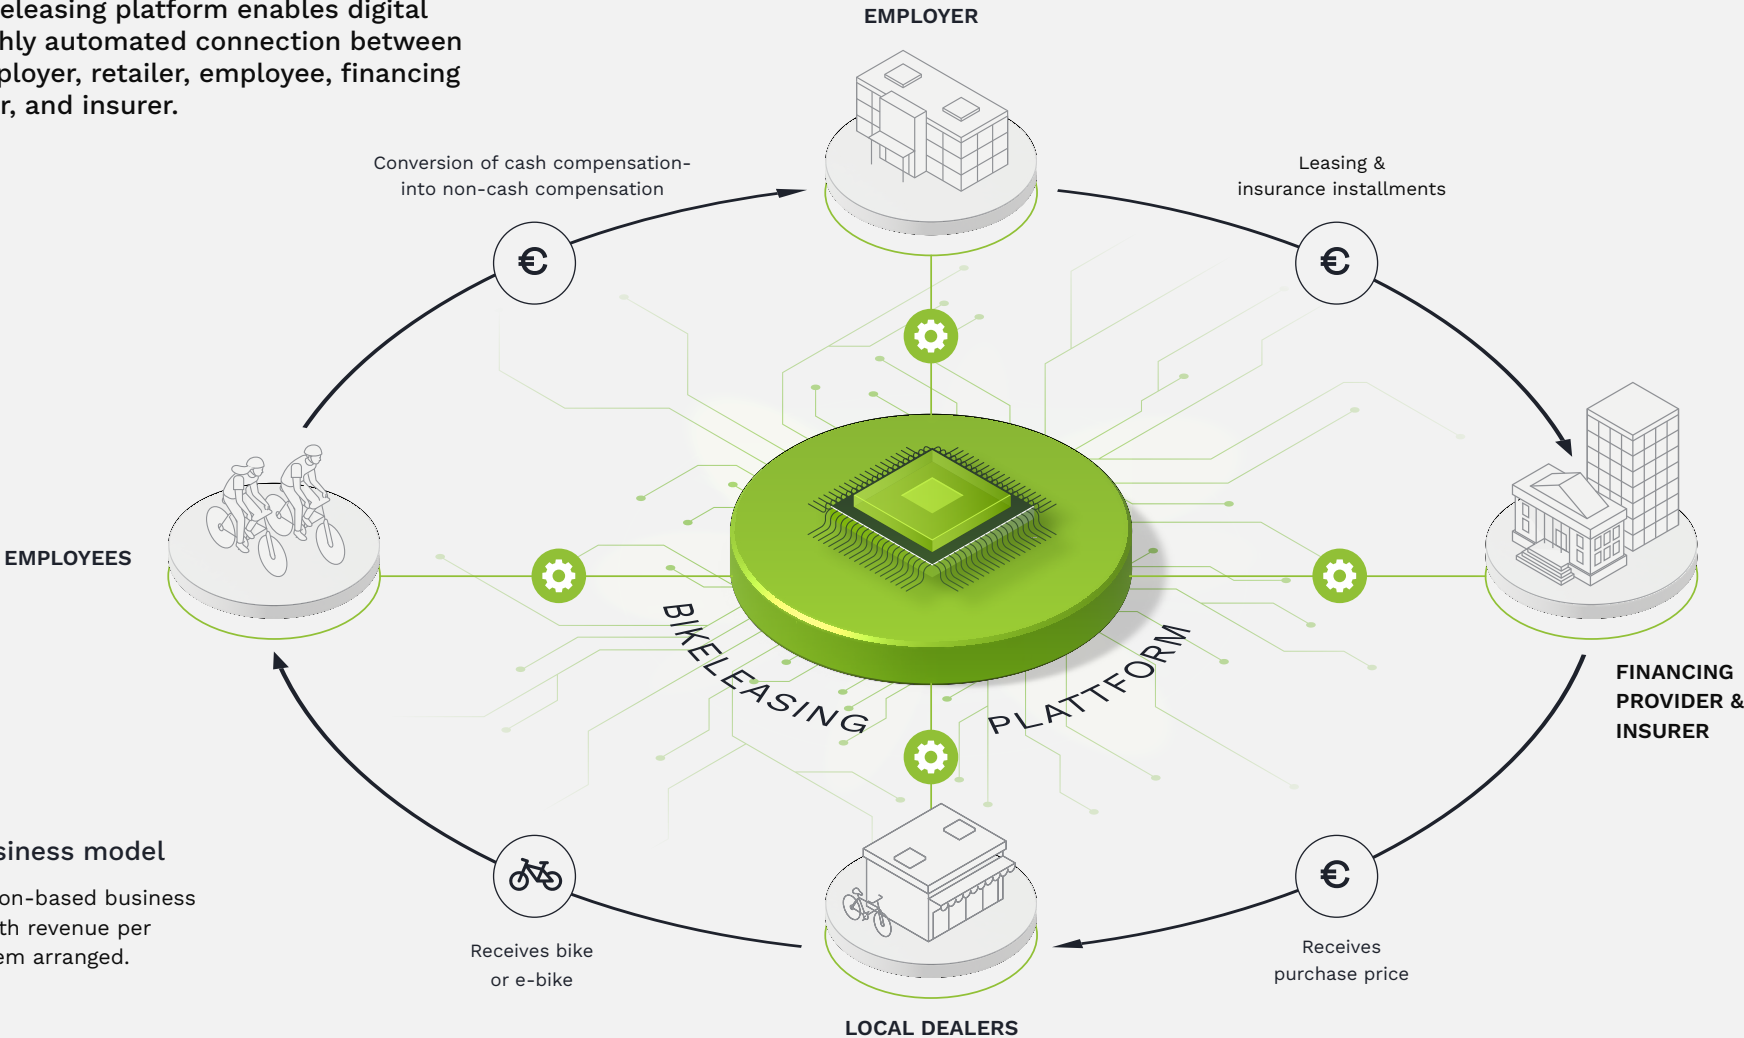 eleasing platform enables digital
hly automated connection between
ployer, retailer, employee, financing
r, and insurer.
EMPLOYER
Conversion of cash compensation-
into non-cash compensation
€
Leasing &
insurance installments
€
EMPLOYEES
BIKELEASING PLATTFORM
FINANCING
PROVIDER &
INSURER
siness model
on-based business
th revenue per
em arranged.
Receives bike
or e-bike
€
Receives
purchase price
LOCAL DEALERS